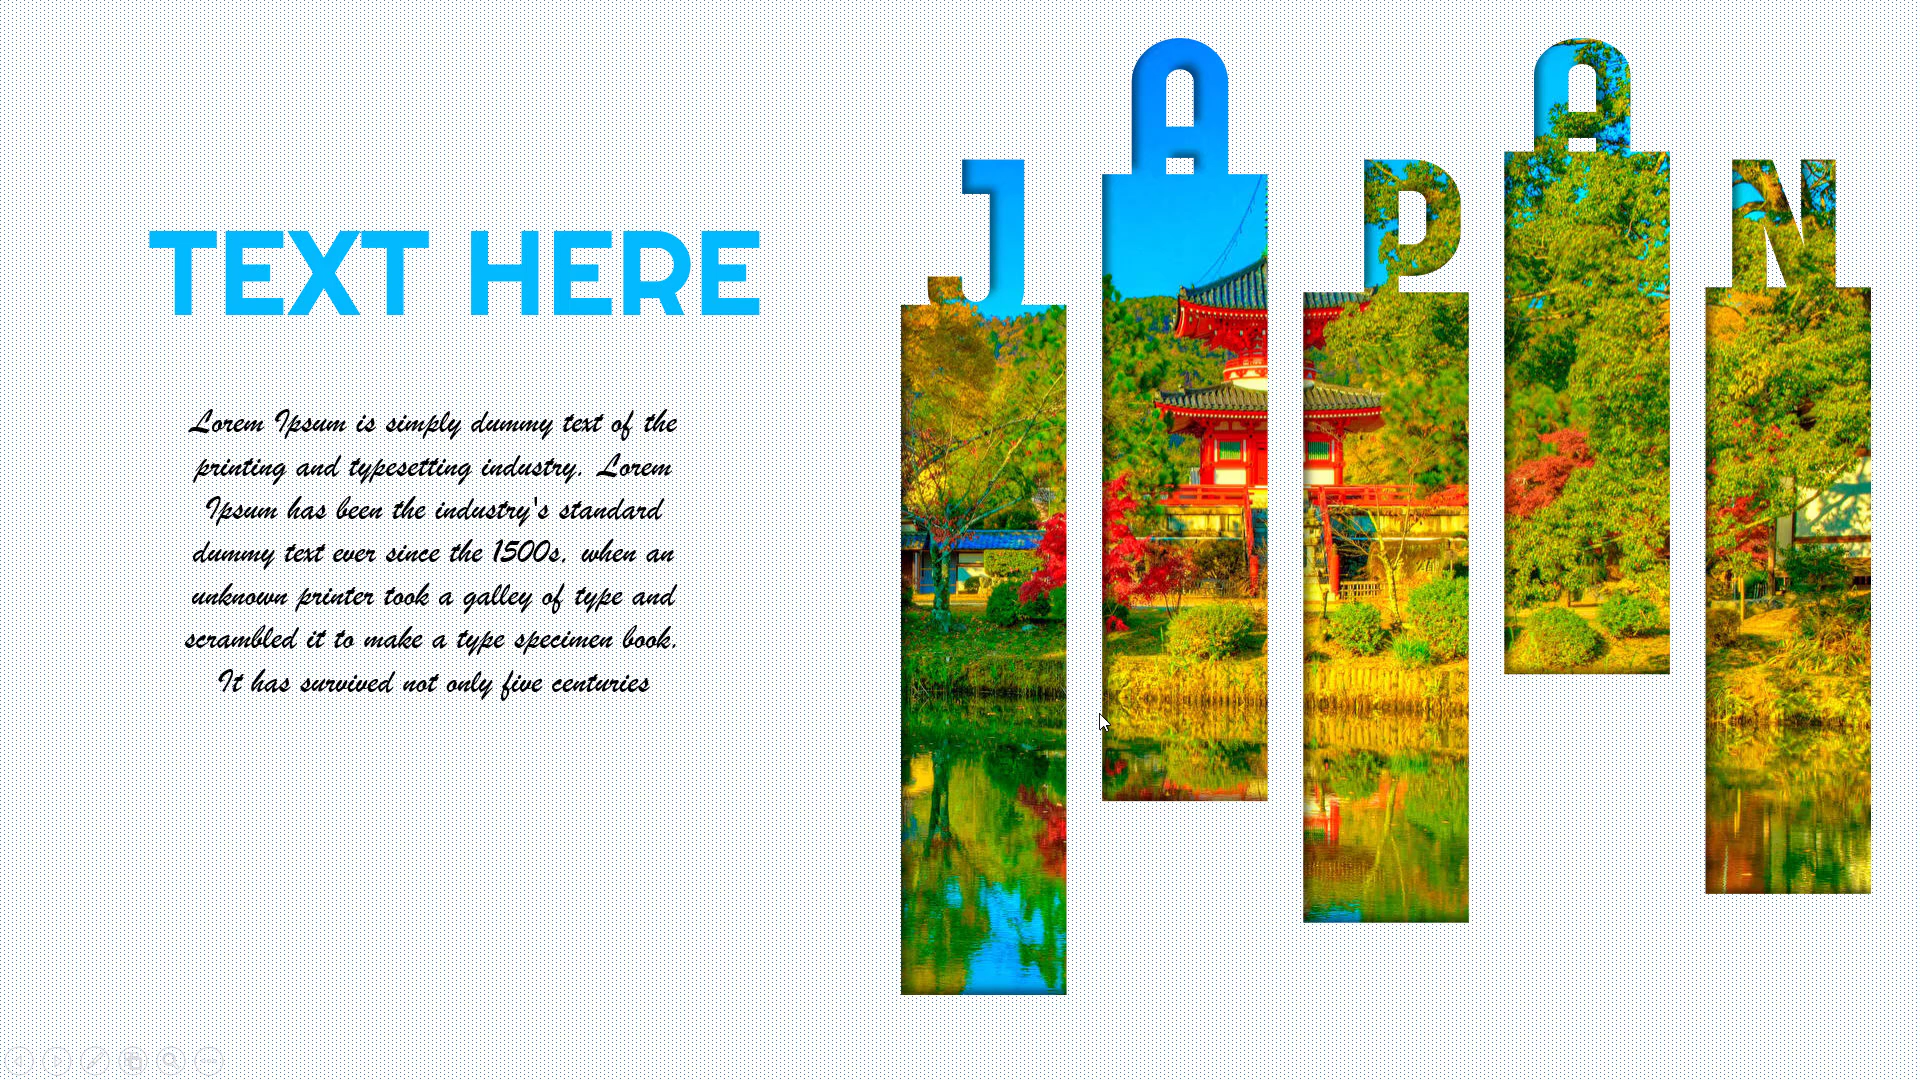 JAPAN
TEXT HERE
Lorem Ipsum is simply dummy text of the
printing and typesetting industry. Lorem
Ipsum has been the industry's standard
dummy text ever since the 1500s, when an
unknown printer took a galley of type and
scrambled it to make a type specimen book.
It has survived not only five centuries